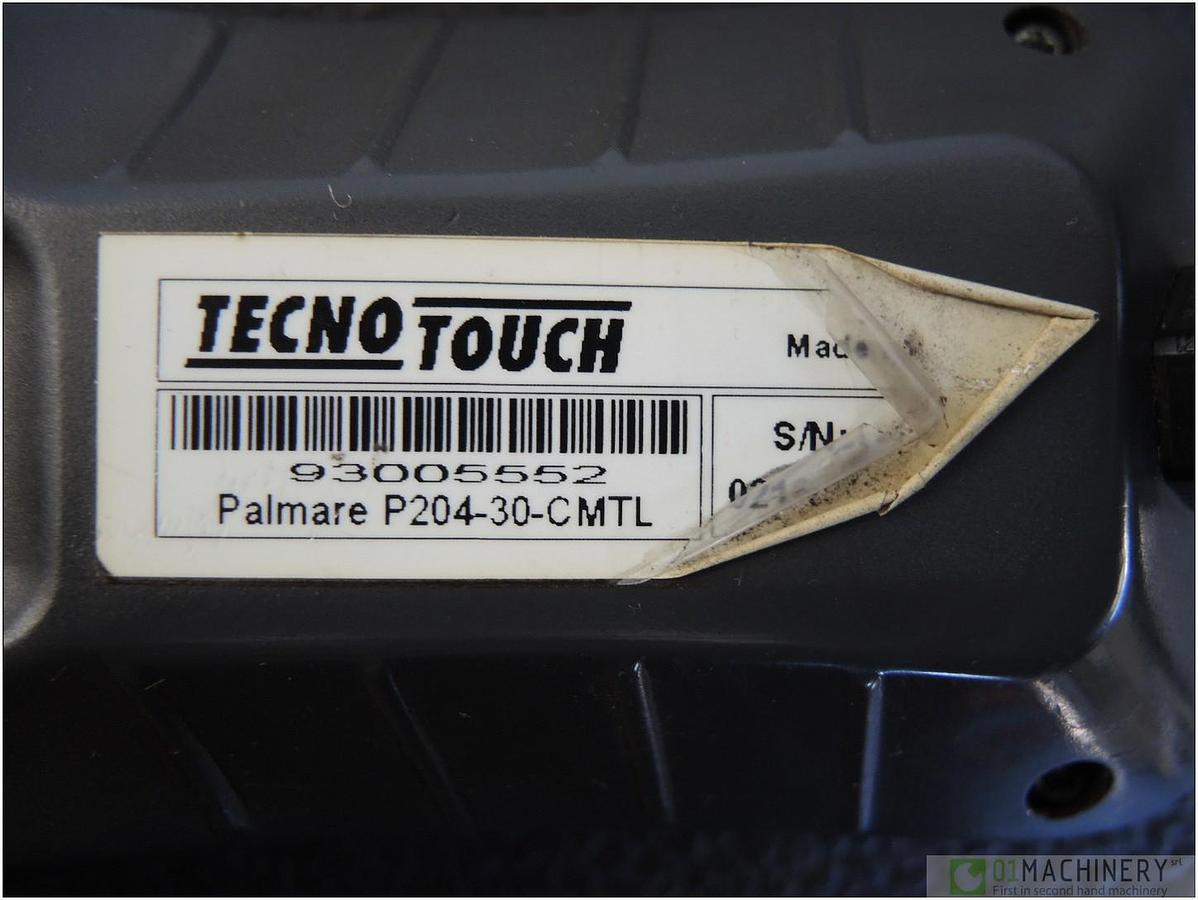 TECNO TOUCH
Made
93005552
Palmare P204-30-CMTL
S/N:
01MACHINERY srl
First in second hand machinery